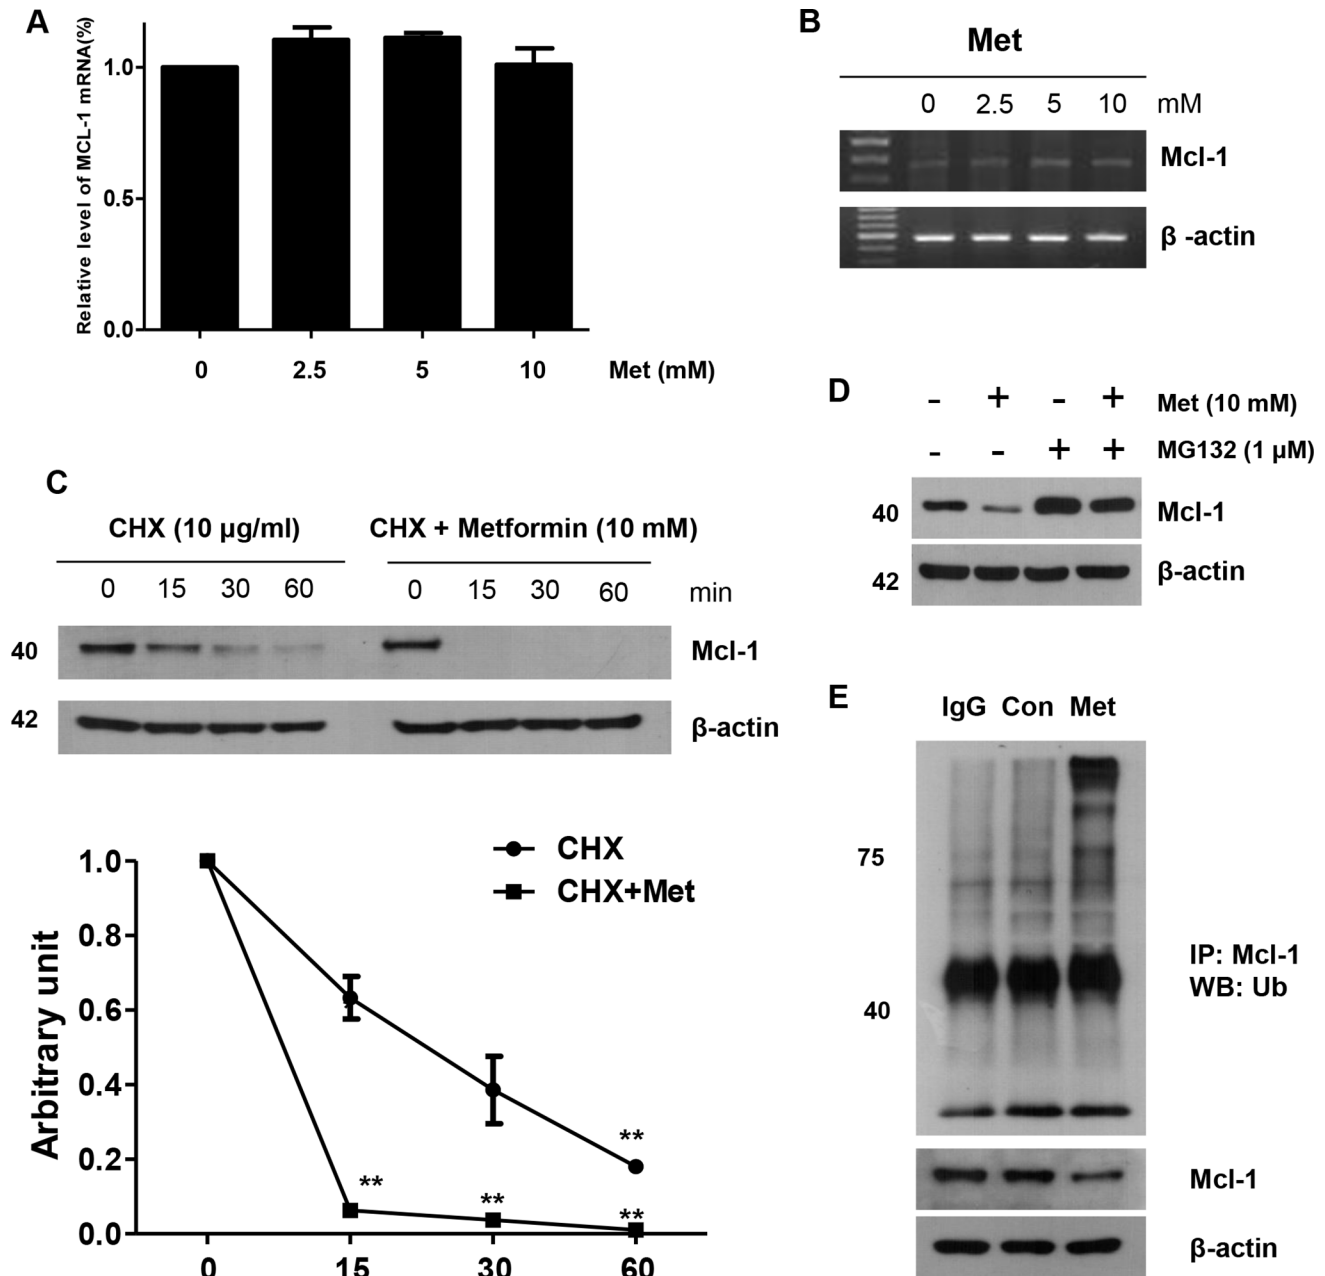 A
Relative level of MCL-1 mRNA(%)
1.0
0.5
0.0
0 2.5 5 10 Met (mM)
B
Met
0 2.5 5 10 mM
Mcl-1
β -actin
C
CHX (10 µg/ml) CHX + Metformin (10 mM)
0 15 30 60 0 15 30 60 min
40 Mcl-1
42 β-actin
Arbitrary unit
1.0
0.8
0.6
0.4
0.2
0.0
CHX
CHX+Met
**
**
**
**
0 15 30 60
D
- + - + Met (10 mM)
- - + + MG132 (1 µM)
40 Mcl-1
42 β-actin
E
IgG Con Met
75
40
IP: Mcl-1
WB: Ub
Mcl-1
β-actin